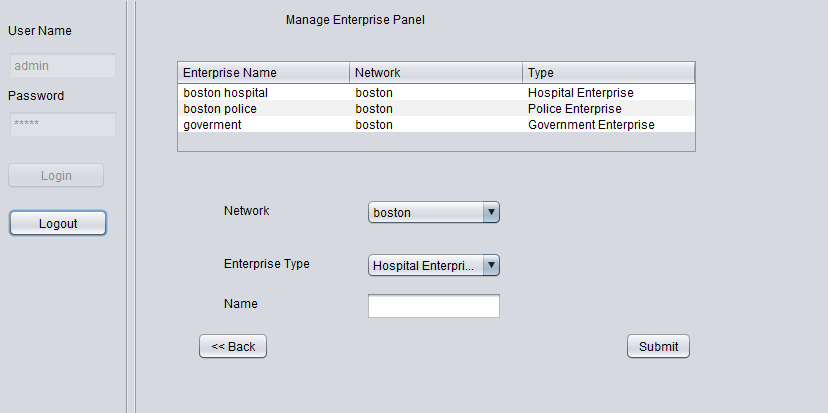 User Name
admin
Password
*****
Login
Logout
Manage Enterprise Panel
Enterprise Name Network Type
boston hospital boston Hospital Enterprise
boston police boston Police Enterprise
goverment boston Government Enterprise
Network boston
Enterprise Type Hospital Enterpri...
Name
<< Back Submit